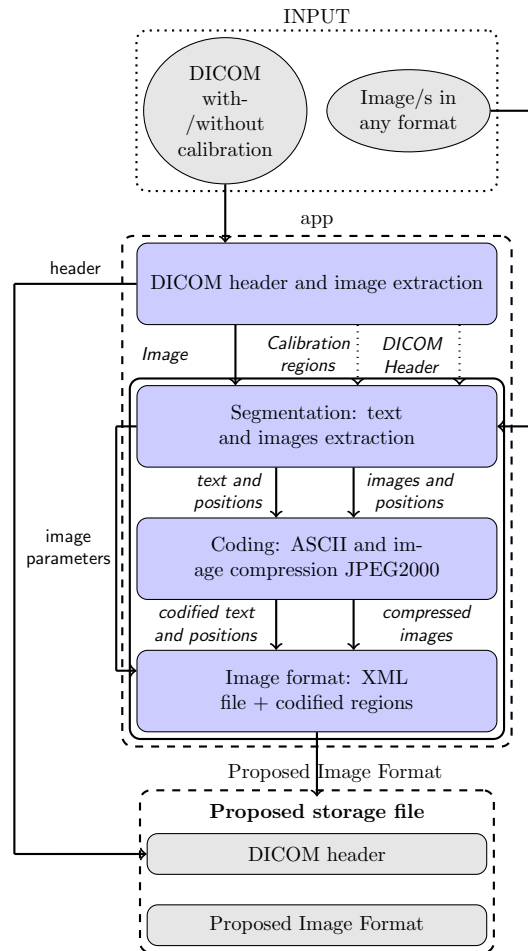 INPUT
DICOM
with-
/without
calibration
Image/s in
any format
app
header
DICOM header and image extraction
Image
Calibration
regions
DICOM
Header
Segmentation: text
and images extraction
text and
positions
images and
positions
image
parameters
Coding: ASCII and im-
age compression JPEG2000
codified text
and positions
compressed
images
Image format: XML
file + codified regions
Proposed Image Format
Proposed storage file
DICOM header
Proposed Image Format